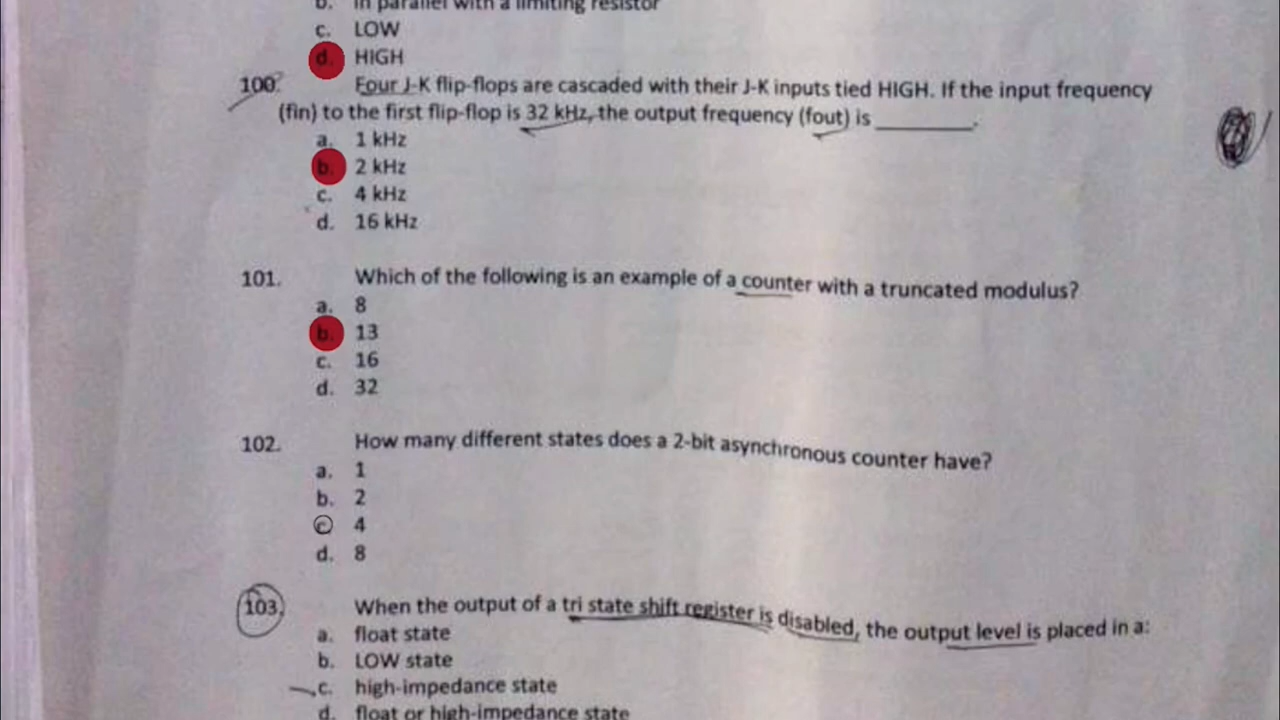 b. in parallel with a limiting resistor
c. LOW
d. HIGH
100. Four J-K flip-flops are cascaded with their J-K inputs tied HIGH. If the input frequency
(fin) to the first flip-flop is 32 kHz, the output frequency (fout) is ________.
a. 1 kHz
b. 2 kHz
c. 4 kHz
d. 16 kHz
101. Which of the following is an example of a counter with a truncated modulus?
a. 8
b. 13
c. 16
d. 32
102. How many different states does a 2-bit asynchronous counter have?
a. 1
b. 2
c 4
d. 8
103. When the output of a tri state shift register is disabled, the output level is placed in a:
a. float state
b. LOW state
c. high-impedance state
d. float or high-impedance state